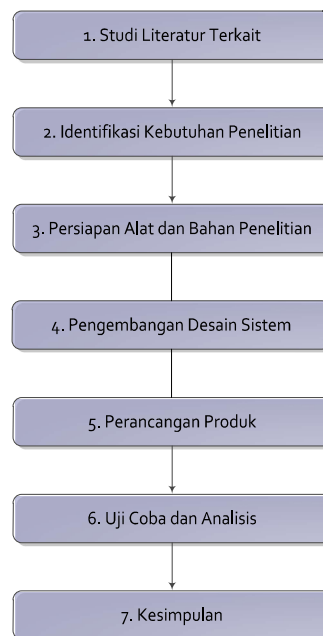 1. Studi Literatur Terkait
2. Identifikasi Kebutuhan Penelitian
3. Persiapan Alat dan Bahan Penelitian
4. Pengembangan Desain Sistem
5. Perancangan Produk
6. Uji Coba dan Analisis
7. Kesimpulan